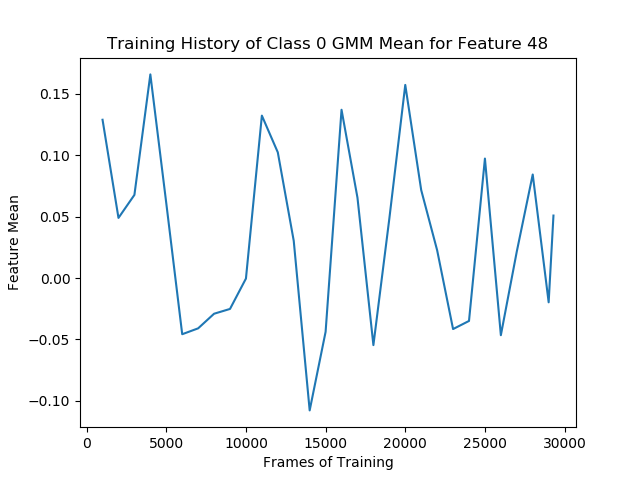 Training History of Class 0 GMM Mean for Feature 48
0.15
0.10
0.05
0.00
−0.05
−0.10
Feature Mean
0 5000 10000 15000 20000 25000 30000
Frames of Training